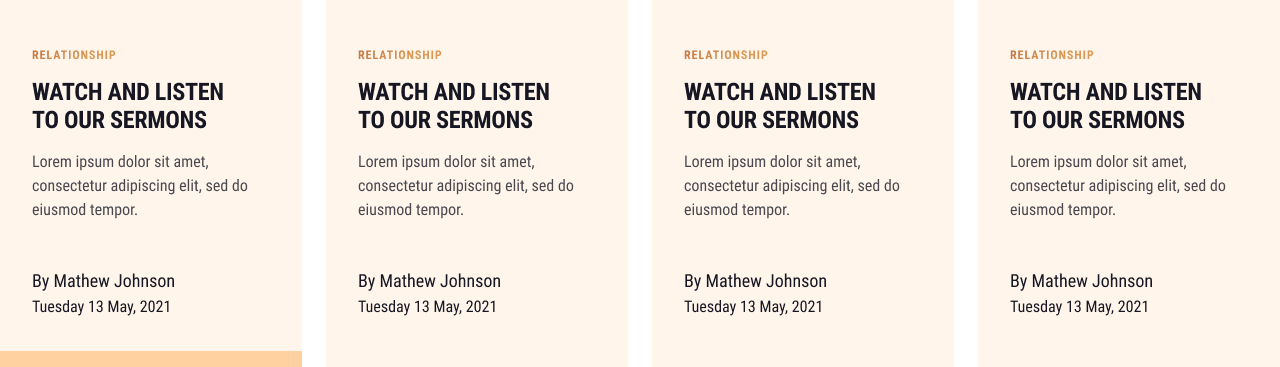 RELATIONSHIP
WATCH AND LISTEN
TO OUR SERMONS
Lorem ipsum dolor sit amet,
consectetur adipiscing elit, sed do
eiusmod tempor.
By Mathew Johnson
Tuesday 13 May, 2021
RELATIONSHIP
WATCH AND LISTEN
TO OUR SERMONS
Lorem ipsum dolor sit amet,
consectetur adipiscing elit, sed do
eiusmod tempor.
By Mathew Johnson
Tuesday 13 May, 2021
RELATIONSHIP
WATCH AND LISTEN
TO OUR SERMONS
Lorem ipsum dolor sit amet,
consectetur adipiscing elit, sed do
eiusmod tempor.
By Mathew Johnson
Tuesday 13 May, 2021
RELATIONSHIP
WATCH AND LISTEN
TO OUR SERMONS
Lorem ipsum dolor sit amet,
consectetur adipiscing elit, sed do
eiusmod tempor.
By Mathew Johnson
Tuesday 13 May, 2021